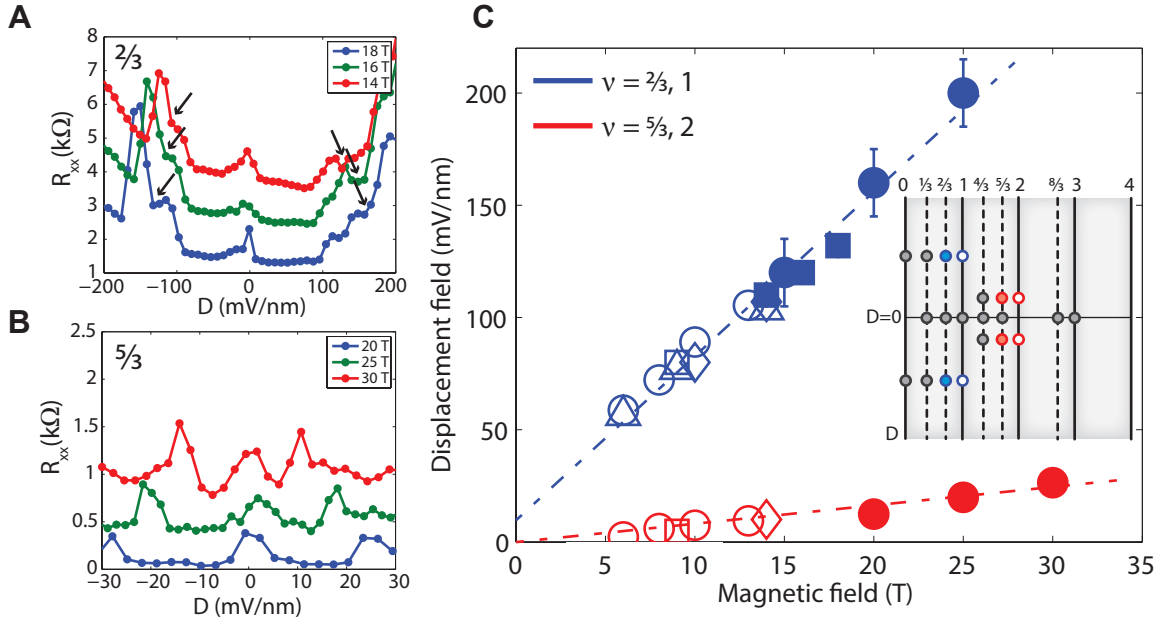 A
⅔
18 T
16 T
14 T
8
7
6
5
4
3
2
1
Rxx(kΩ)
−200
−100
0
100
200
D (mV/nm)
B
5⁄3
20 T
25 T
30 T
2.5
2
1.5
1
0.5
0
Rxx(kΩ)
−30
−20
−10
0
10
20
30
D (mV/nm)
C
ν = ⅔, 1
ν = 5⁄3, 2
200
150
100
50
0
Displacement field (mV/nm)
0
5
10
15
20
25
30
35
Magnetic field (T)
0 ⅓ ⅔ 1 4⁄3 5⁄3 2 8⁄3 3 4
D=0
D